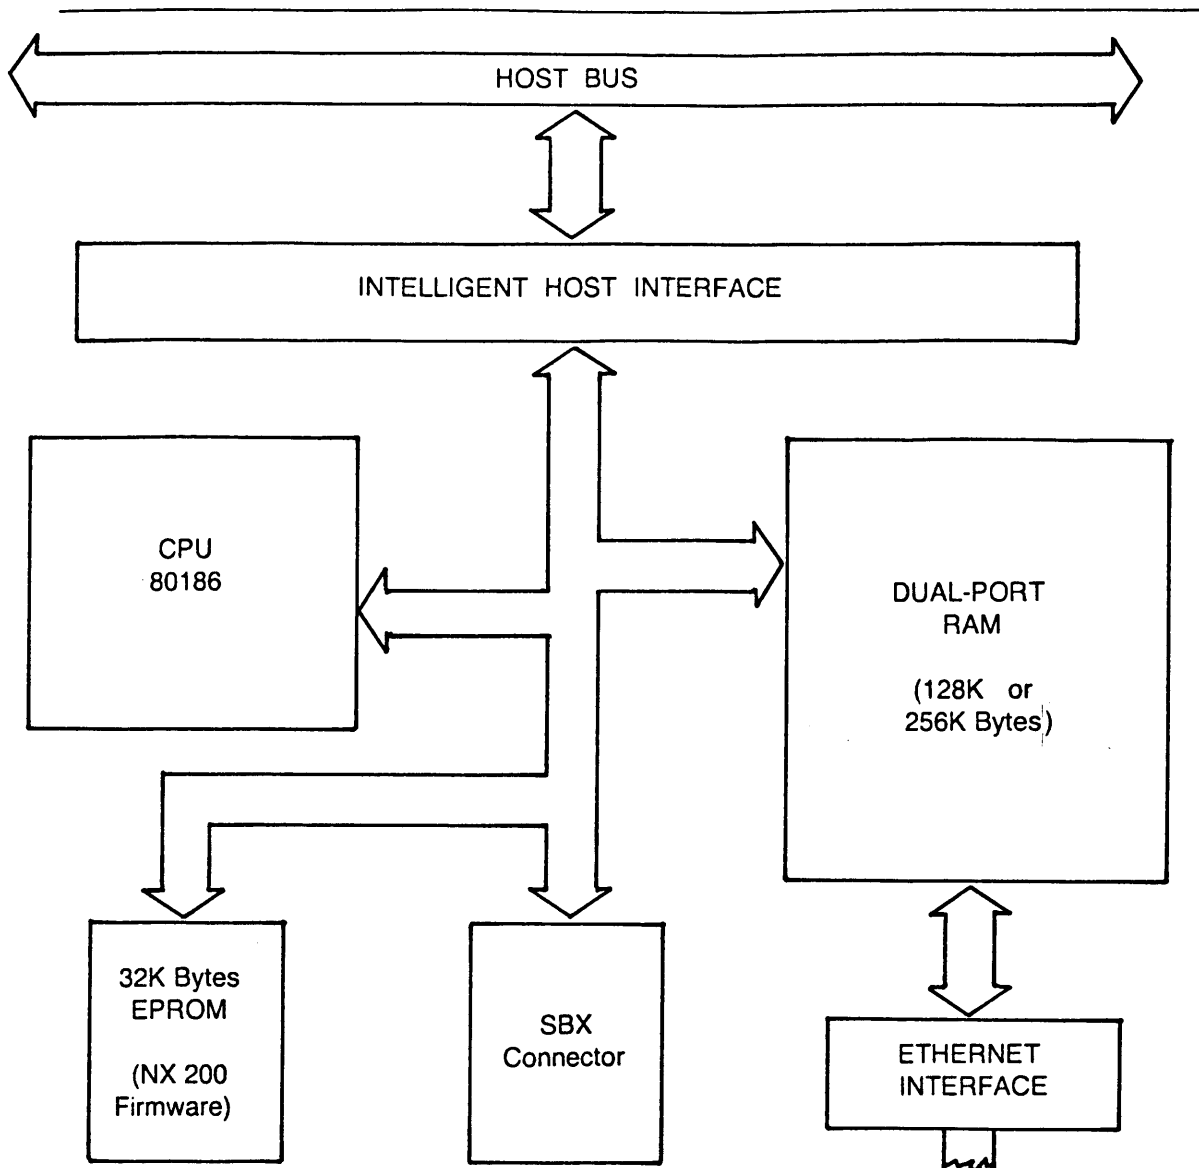 HOST BUS
INTELLIGENT HOST INTERFACE
CPU
80186
DUAL-PORT
RAM
(128K or
256K Bytes)
32K Bytes
EPROM
(NX 200
Firmware)
SBX
Connector
ETHERNET
INTERFACE